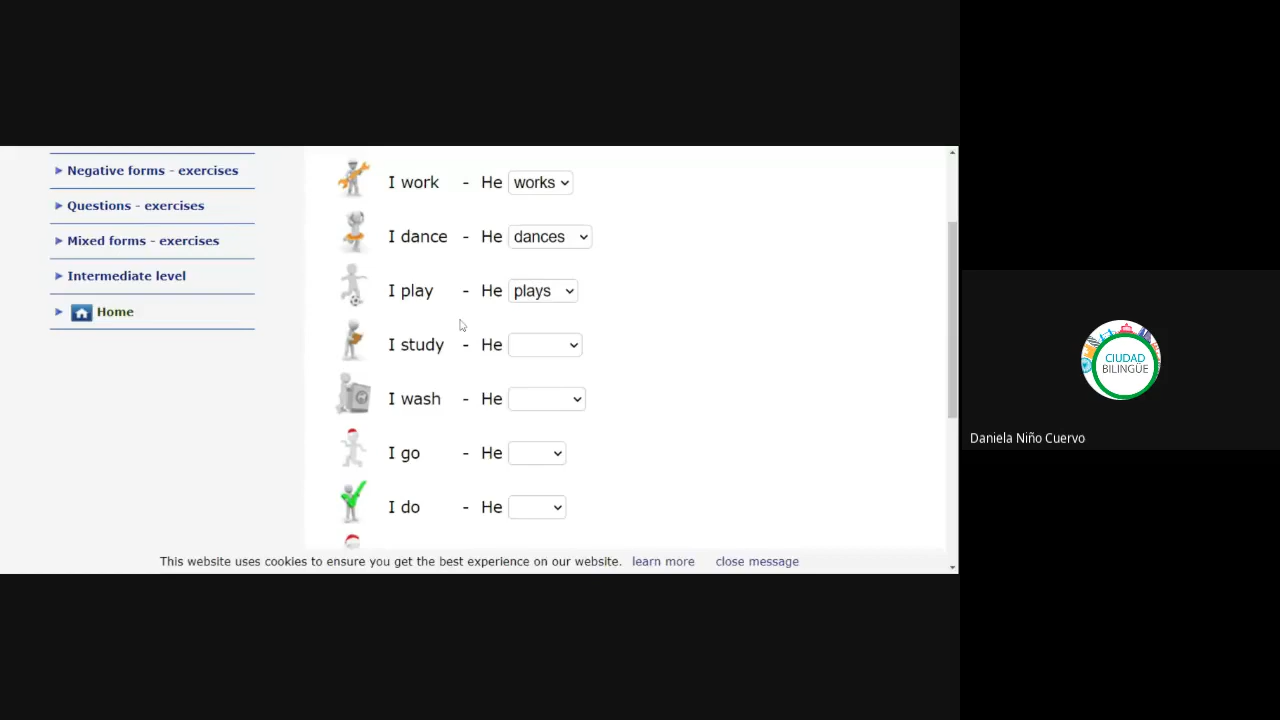 Negative forms - exercises
Questions - exercises
Mixed forms - exercises
Intermediate level
Home
I work - He works
I dance - He dances
I play - He plays
I study - He
I wash - He
I go - He
I do - He
This website uses cookies to ensure you get the best experience on our website. learn more close message
CIUDAD
BILINGÜE
Daniela Niño Cuervo